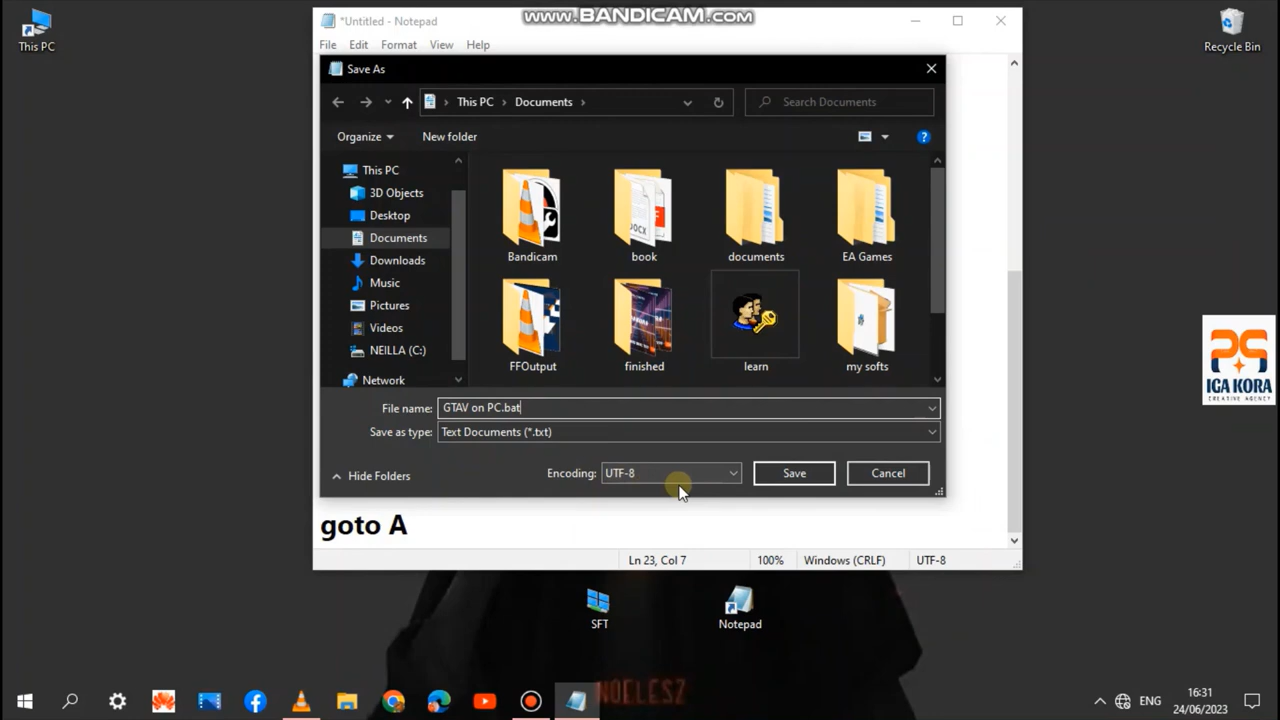 www.BANDICAM.com
This PC
*Untitled - Notepad
Recycle Bin
File Edit Format View Help
Save As
This PC Documents
Search Documents
Organize New folder
This PC
3D Objects
Desktop
Documents
Downloads
Music
Pictures
Videos
NEILLA (C:)
Network
Bandicam book documents EA Games
DOCX
FFOutput finished learn my softs
File name: GTAV on PC.bat
Save as type: Text Documents (*.txt)
Hide Folders Encoding: UTF-8 Save Cancel
IGA KORA
CREATIVE AGENCY
goto A
Ln 23, Col 7 100% Windows (CRLF) UTF-8
SFT Notepad
NOELESZ
ENG 16:31
24/06/2023